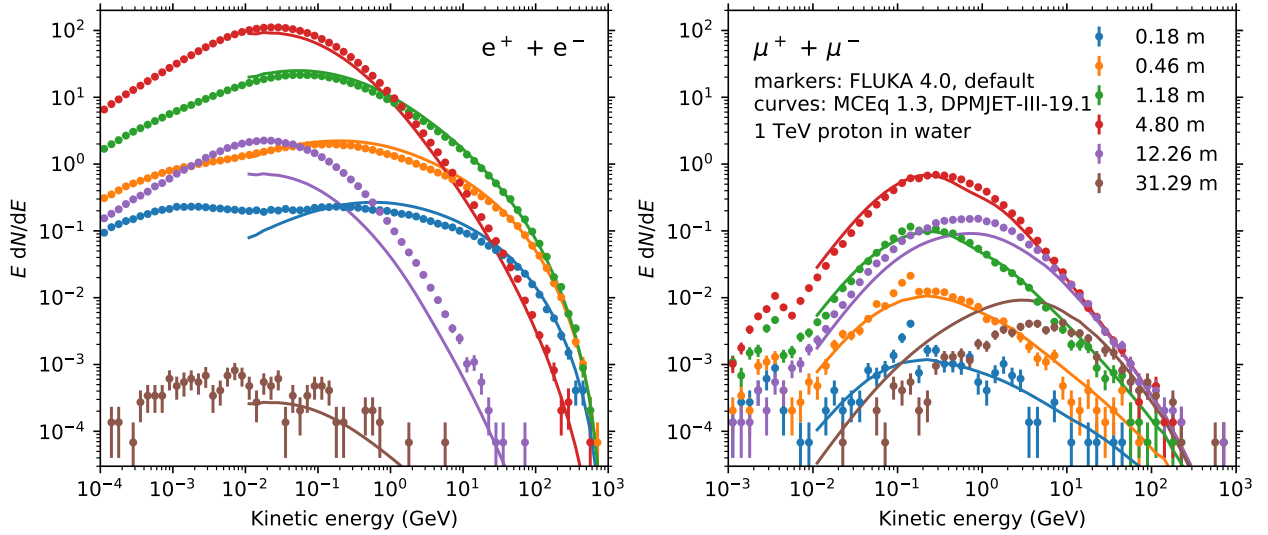 e⁺ + e⁻
10²
10¹
10⁰
10⁻¹
10⁻²
10⁻³
10⁻⁴
E dN/dE
10⁻⁴ 10⁻³ 10⁻² 10⁻¹ 10⁰ 10¹ 10² 10³
Kinetic energy (GeV)
μ⁺ + μ⁻
markers: FLUKA 4.0, default
curves: MCEq 1.3, DPMJET-III-19.1
1 TeV proton in water
0.18 m
0.46 m
1.18 m
4.80 m
12.26 m
31.29 m
10²
10¹
10⁰
10⁻¹
10⁻²
10⁻³
10⁻⁴
E dN/dE
10⁻³ 10⁻² 10⁻¹ 10⁰ 10¹ 10² 10³
Kinetic energy (GeV)